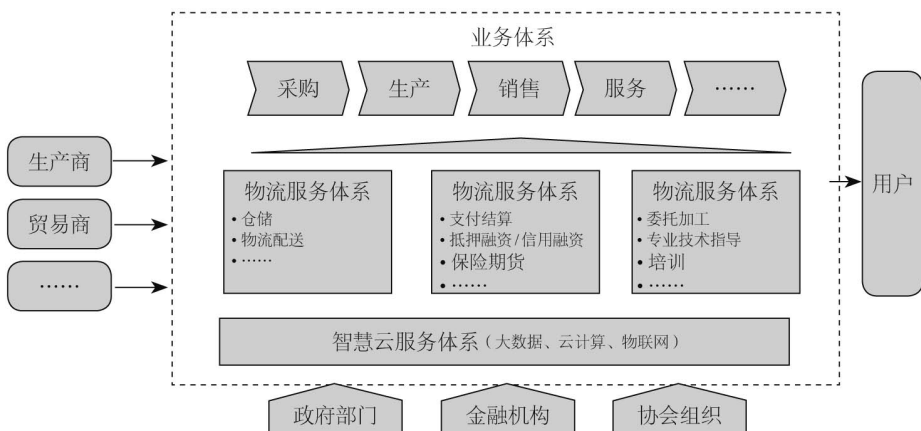 业务体系
采购
生产
销售
服务
……
生产商
贸易商
……
物流服务体系
• 仓储
• 物流配送
• ……
物流服务体系
• 支付结算
• 抵押融资/信用融资
• 保险期货
• ……
物流服务体系
• 委托加工
• 专业技术指导
• 培训
• ……
用户
智慧云服务体系（大数据、云计算、物联网）
政府部门
金融机构
协会组织